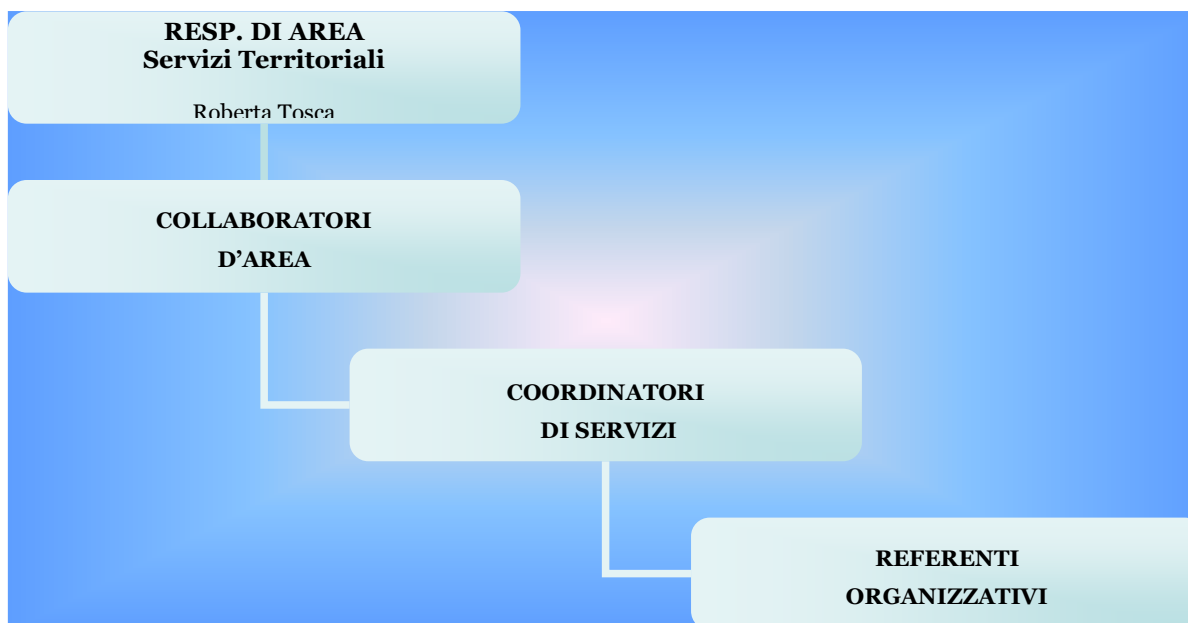 RESP. DI AREA
Servizi Territoriali
Roberta Tosca
COLLABORATORI
D’AREA
COORDINATORI
DI SERVIZI
REFERENTI
ORGANIZZATIVI